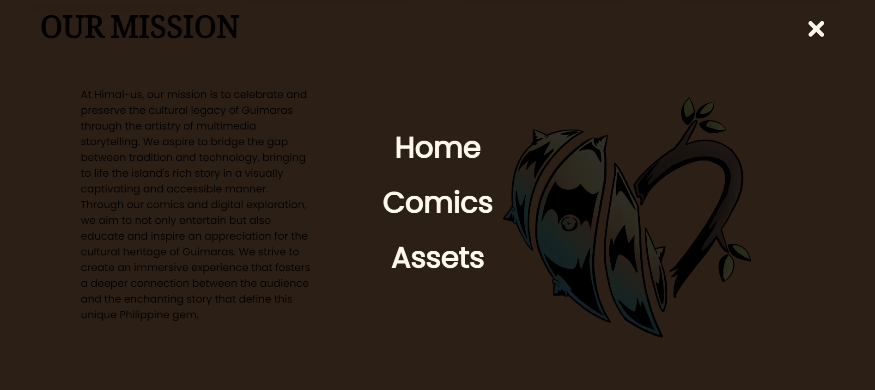 OUR MISSION
At Himal-us, our mission is to celebrate and
preserve the cultural legacy of Guimaras
through the artistry of multimedia
storytelling. We aspire to bridge the gap
between tradition and technology, bringing
to life the island's rich story in a visually
captivating and accessible manner.
Through our comics and digital exploration,
we aim to not only entertain but also
educate and inspire an appreciation for the
cultural heritage of Guimaras. We strive to
create an immersive experience that fosters
a deeper connection between the audience
and the enchanting story that define this
unique Philippine gem.
Home
Comics
Assets